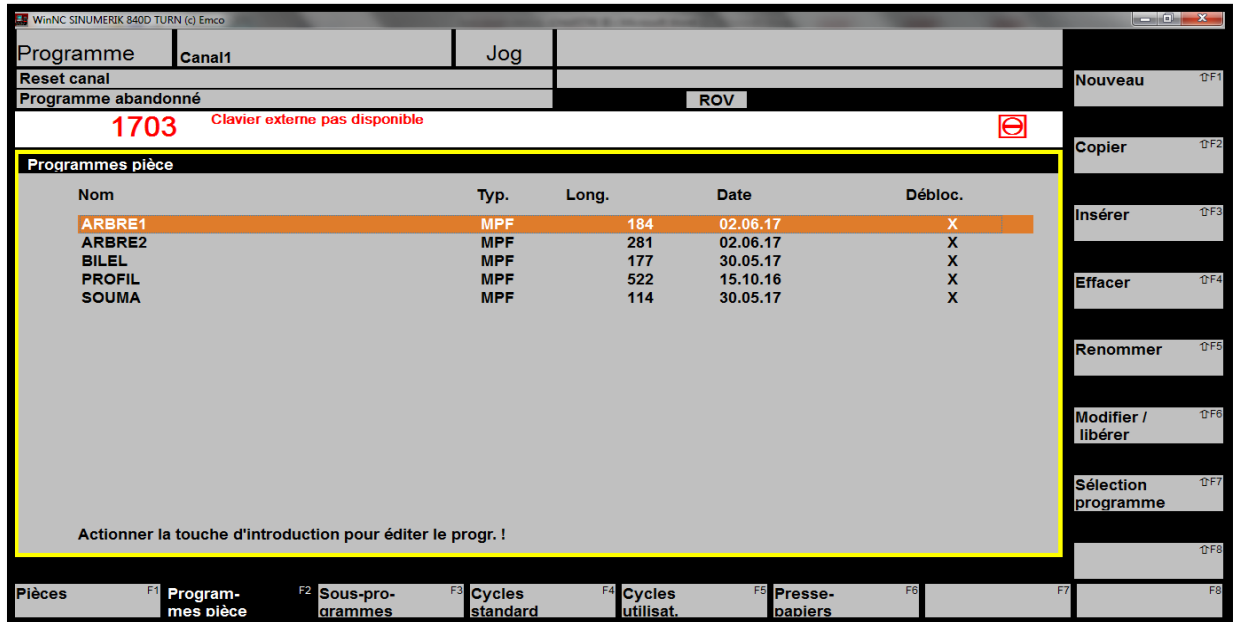 WinNC SINUMERIK 840D TURN (c) Emco
Programme Canal1 Jog
Reset canal
Programme abandonné ROV
1703 Clavier externe pas disponible
Programmes pièce
Nom Typ. Long. Date Débloc.
ARBRE1 MPF 184 02.06.17 X
ARBRE2 MPF 281 02.06.17 X
BILEL MPF 177 30.05.17 X
PROFIL MPF 522 15.10.16 X
SOUMA MPF 114 30.05.17 X
Actionner la touche d'introduction pour éditer le progr. !
Nouveau ⇧F1
Copier ⇧F2
Insérer ⇧F3
Effacer ⇧F4
Renommer ⇧F5
Modifier / ⇧F6
libérer
Sélection ⇧F7
programme
⇧F8
Pièces F1 Program- F2 Sous-pro- F3 Cycles F4 Cycles F5 Presse- F6 F7 F8
mes pièce grammes standard utilisat. papiers